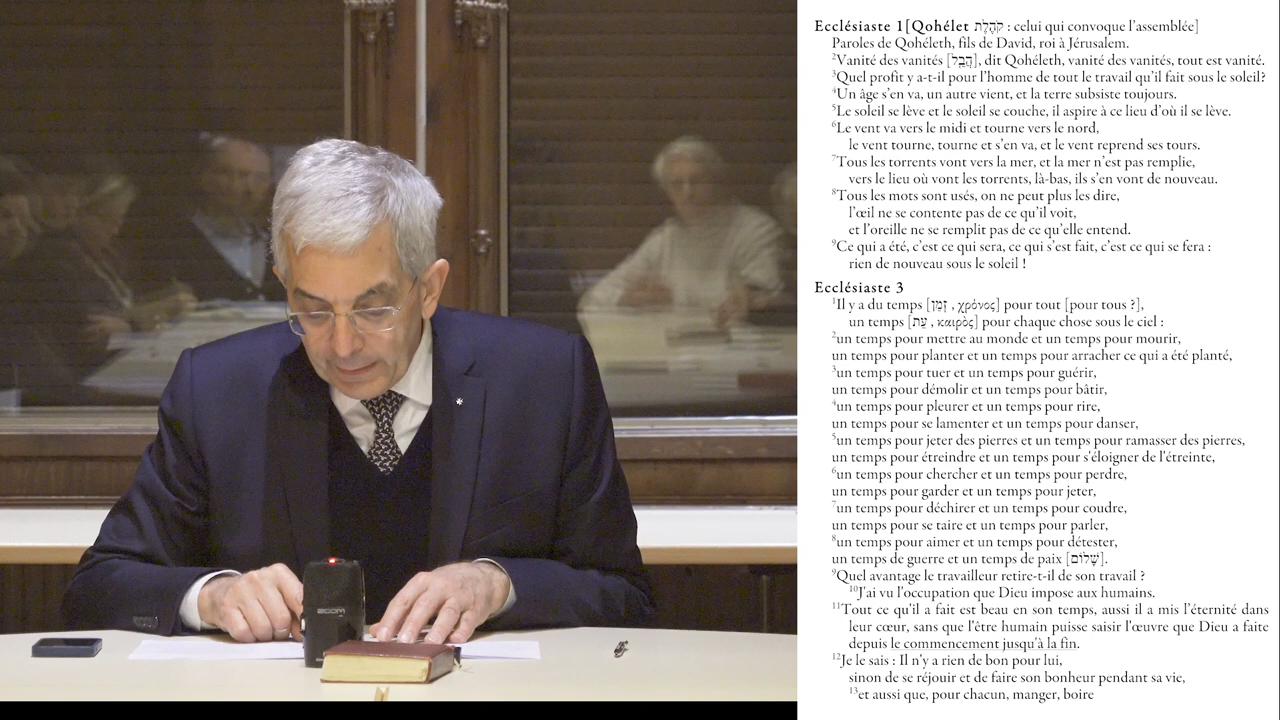 Ecclésiaste 1[Qohélet קֹהֶלֶת : celui qui convoque l'assemblée]
Paroles de Qohéleth, fils de David, roi à Jérusalem.
²Vanité des vanités [הֲבֵל], dit Qohéleth, vanité des vanités, tout est vanité.
³Quel profit y a-t-il pour l'homme de tout le travail qu'il fait sous le soleil?
⁴Un âge s'en va, un autre vient, et la terre subsiste toujours.
⁵Le soleil se lève et le soleil se couche, il aspire à ce lieu d'où il se lève.
⁶Le vent va vers le midi et tourne vers le nord,
le vent tourne, tourne et s'en va, et le vent reprend ses tours.
⁷Tous les torrents vont vers la mer, et la mer n'est pas remplie,
vers le lieu où vont les torrents, là-bas, ils s'en vont de nouveau.
⁸Tous les mots sont usés, on ne peut plus les dire,
l'œil ne se contente pas de ce qu'il voit,
et l'oreille ne se remplit pas de ce qu'elle entend.
⁹Ce qui a été, c'est ce qui sera, ce qui s'est fait, c'est ce qui se fera :
rien de nouveau sous le soleil !
Ecclésiaste 3
¹Il y a du temps [זְמַן , χρόνος] pour tout [pour tous ?],
un temps [עֵת , καιρὸς] pour chaque chose sous le ciel :
²un temps pour mettre au monde et un temps pour mourir,
un temps pour planter et un temps pour arracher ce qui a été planté,
³un temps pour tuer et un temps pour guérir,
un temps pour démolir et un temps pour bâtir,
⁴un temps pour pleurer et un temps pour rire,
un temps pour se lamenter et un temps pour danser,
⁵un temps pour jeter des pierres et un temps pour ramasser des pierres,
un temps pour étreindre et un temps pour s'éloigner de l'étreinte,
⁶un temps pour chercher et un temps pour perdre,
un temps pour garder et un temps pour jeter,
⁷un temps pour déchirer et un temps pour coudre,
un temps pour se taire et un temps pour parler,
⁸un temps pour aimer et un temps pour détester,
un temps de guerre et un temps de paix [שָׁלוֹם].
⁹Quel avantage le travailleur retire-t-il de son travail ?
¹⁰J'ai vu l'occupation que Dieu impose aux humains.
¹¹Tout ce qu'il a fait est beau en son temps, aussi il a mis l'éternité dans
leur cœur, sans que l'être humain puisse saisir l'œuvre que Dieu a faite
depuis le commencement jusqu'à la fin.
¹²Je le sais : Il n'y a rien de bon pour lui,
sinon de se réjouir et de faire son bonheur pendant sa vie,
¹³et aussi que, pour chacun, manger, boire
zoom